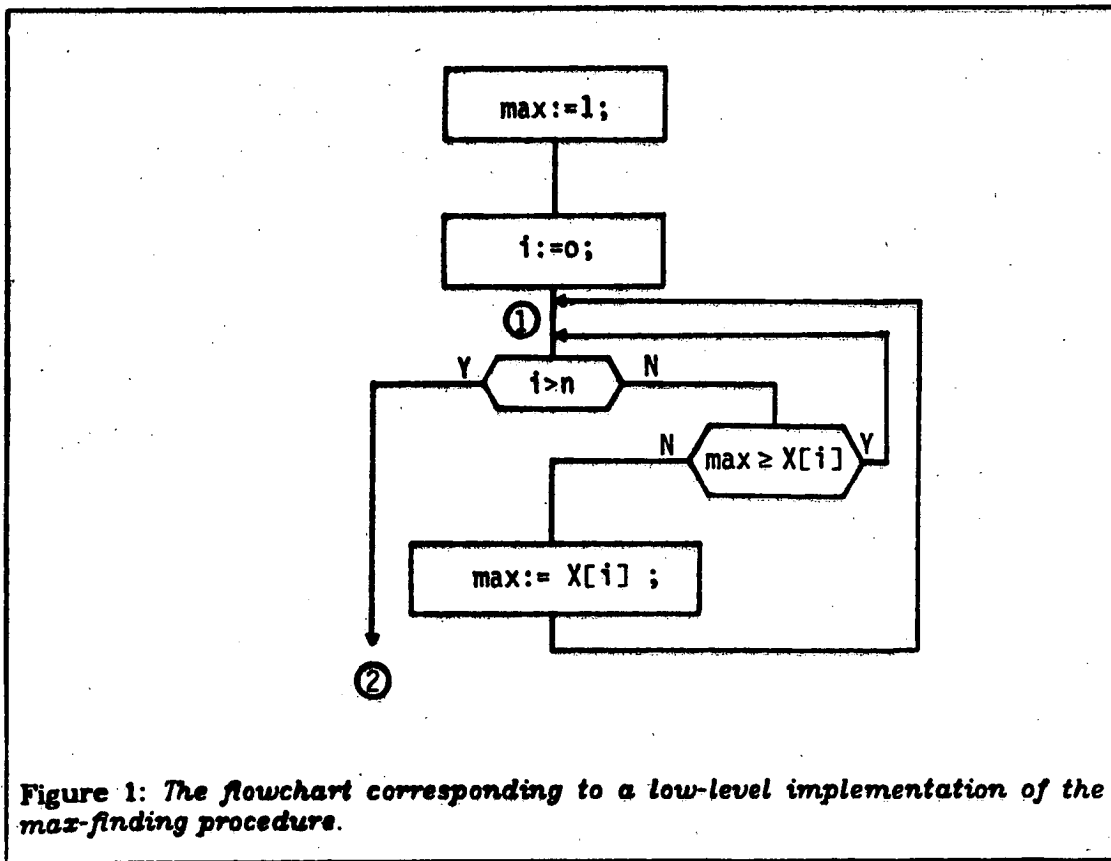 max:=1;
i:=o;
①
Y
i>n
N
N
max ≥ X[i]
Y
max:= X[i] ;
②
Figure 1: The flowchart corresponding to a low-level implementation of the
max-finding procedure.